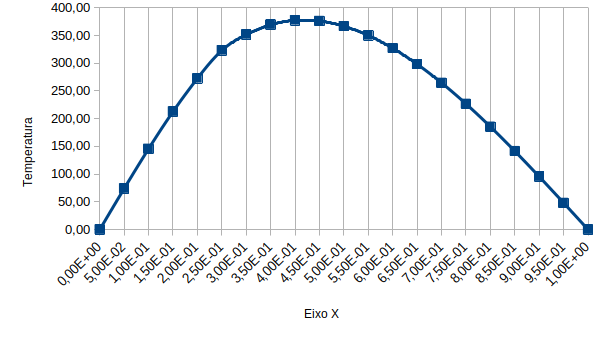 400,00
350,00
300,00
250,00
200,00
150,00
100,00
50,00
0,00
Temperatura
0,00E+00
5,00E-02
1,00E-01
1,50E-01
2,00E-01
2,50E-01
3,00E-01
3,50E-01
4,00E-01
4,50E-01
5,00E-01
5,50E-01
6,00E-01
6,50E-01
7,00E-01
7,50E-01
8,00E-01
8,50E-01
9,00E-01
9,50E-01
1,00E+00
Eixo X